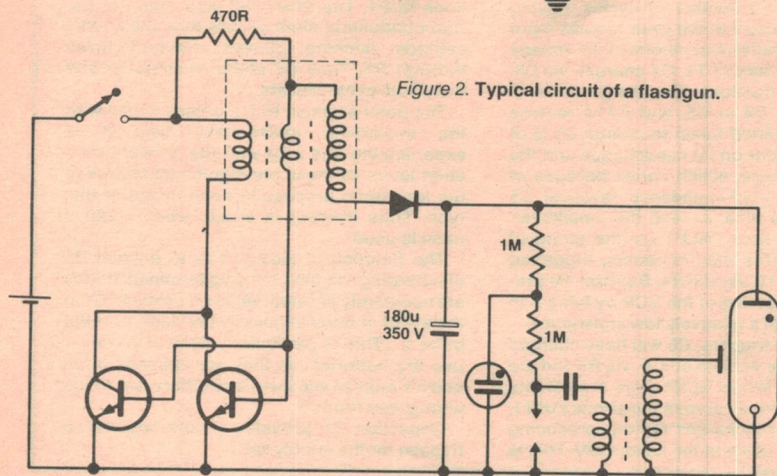 470R
Figure 2. Typical circuit of a flashgun.
1M
180u
350 V
1M